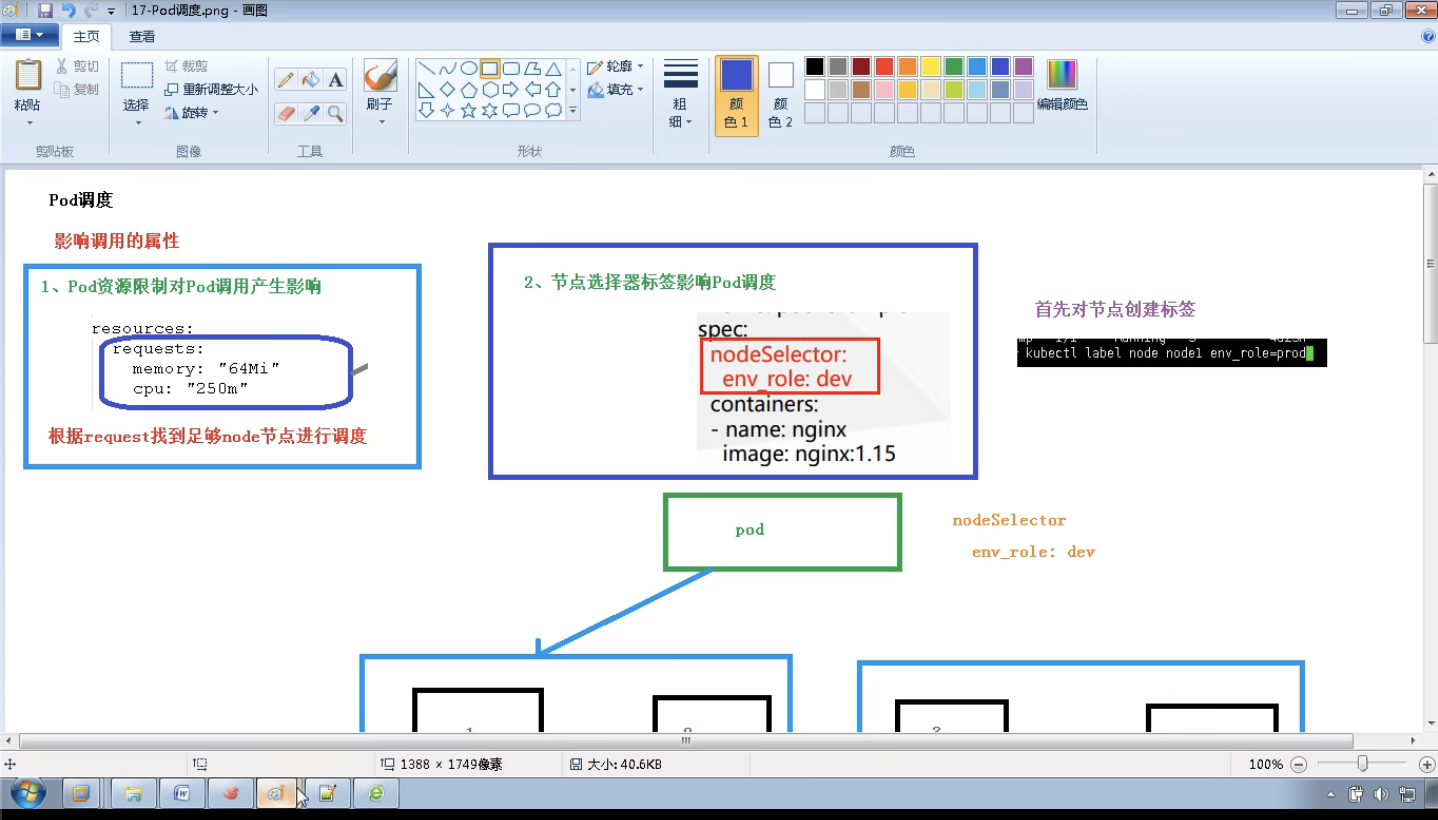 17-Pod调度.png - 画图
主页
查看
粘贴
剪切
复制
剪贴板
选择
裁剪
重新调整大小
旋转
图像
A
工具
刷子
轮廓
填充
形状
粗
细
颜
色 1
颜
色 2
颜色
编辑颜色
Pod调度
影响调用的属性
1、Pod资源限制对Pod调用产生影响
resources:
requests:
memory: "64Mi"
cpu: "250m"
根据request找到足够node节点进行调度
2、节点选择器标签影响Pod调度
spec:
nodeSelector:
env_role: dev
containers:
- name: nginx
image: nginx:1.15
首先对节点创建标签
kubectl label node node1 env_role=prod
pod
nodeSelector
env_role: dev
1388 × 1749像素
大小: 40.6KB
100%